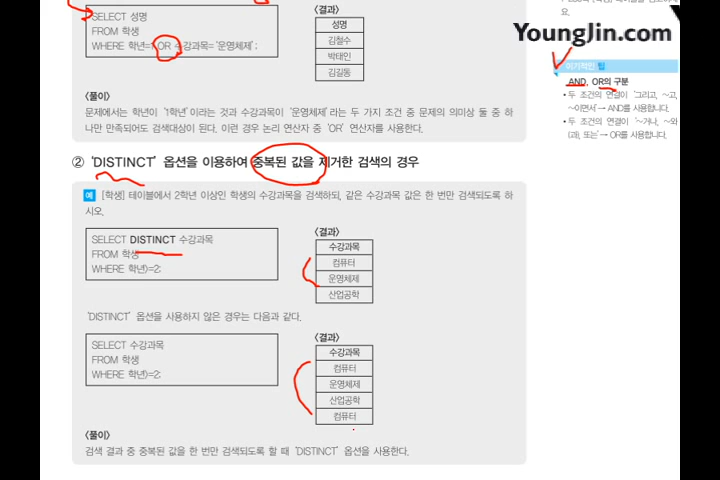 SELECT 성명
FROM 학생
WHERE 학년=1 OR 수강과목='운영체제';
<결과>
성명
김철수
박태인
김길동
<풀이>
문제에서는 학년이 '1학년'이라는 것과 수강과목이 '운영체제'라는 두 가지 조건 중 문제의 의미상 둘 중 하
나만 만족되어도 검색대상이 된다. 이런 경우 논리 연산자 중 'OR' 연산자를 사용한다.
② 'DISTINCT' 옵션을 이용하여 중복된 값을 제거한 검색의 경우
예 [학생] 테이블에서 2학년 이상인 학생의 수강과목을 검색하되, 같은 수강과목 값은 한 번만 검색되도록 하
시오.
SELECT DISTINCT 수강과목
FROM 학생
WHERE 학년>=2;
<결과>
수강과목
컴퓨터
운영체제
산업공학
'DISTINCT' 옵션을 사용하지 않은 경우는 다음과 같다.
SELECT 수강과목
FROM 학생
WHERE 학년>=2;
<결과>
수강과목
컴퓨터
운영체제
산업공학
컴퓨터
<풀이>
검색 결과 중 중복된 값을 한 번만 검색되도록 할 때 'DISTINCT' 옵션을 사용한다.
요.
YoungJin.com
AND, OR의 구분
• 두 조건의 연결이 '그리고, ~고,
~이면서' → AND를 사용합니다.
• 두 조건의 연결이 '~거나, ~와
(과), 또는' → OR를 사용합니다.